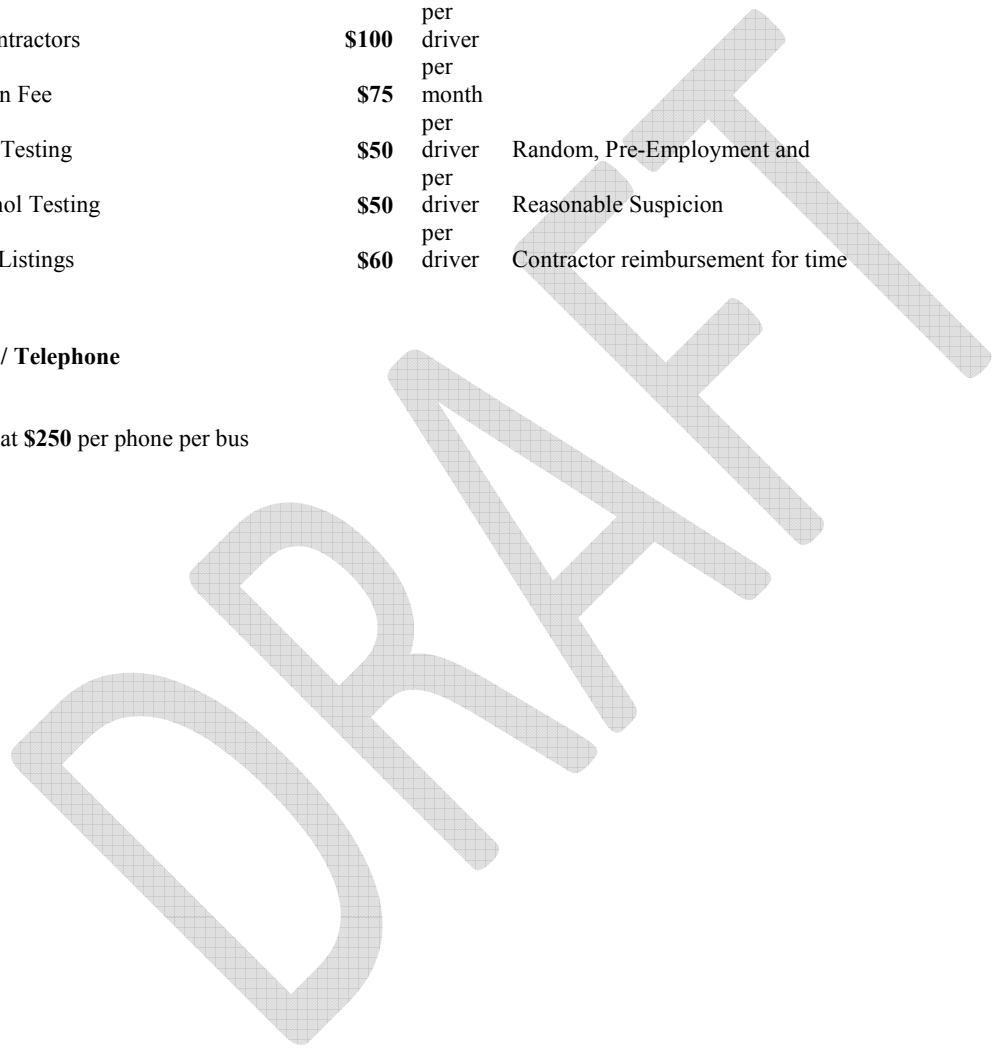 per
ntractors $100 driver
per
n Fee $75 month
per
Testing $50 driver Random, Pre-Employment and
per
nol Testing $50 driver Reasonable Suspicion
per
Listings $60 driver Contractor reimbursement for time
/ Telephone
at $250 per phone per bus
DRAFT